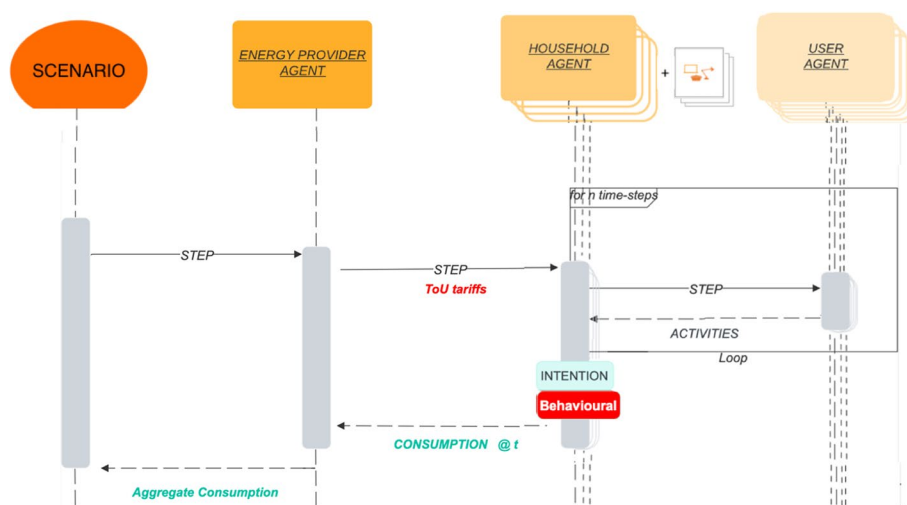 SCENARIO
ENERGY PROVIDER
AGENT
HOUSEHOLD
AGENT
+
USER
AGENT
for n time-steps
STEP
STEP
ToU tariffs
STEP
ACTIVITIES
Loop
INTENTION
Behavioural
CONSUMPTION @ t
Aggregate Consumption